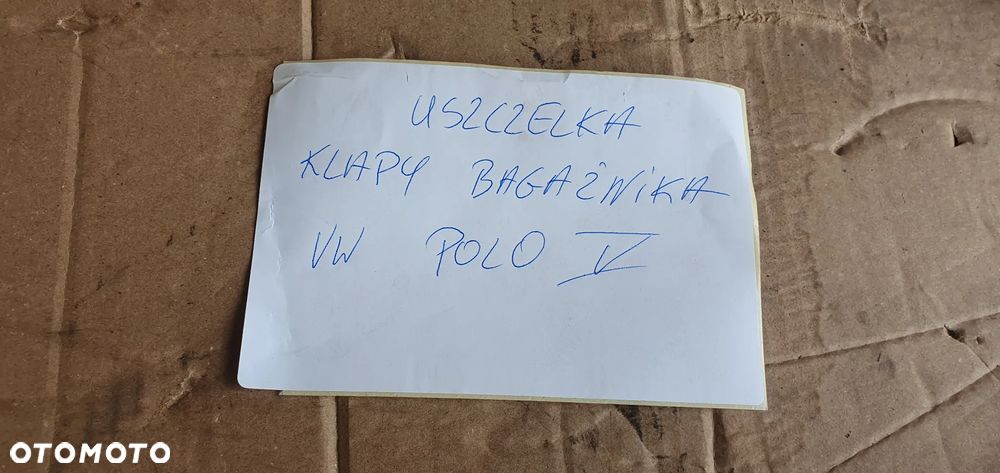 USZCZELKA
KLAPY BAGAŻNIKA
VW POLO V
OTOMOTO